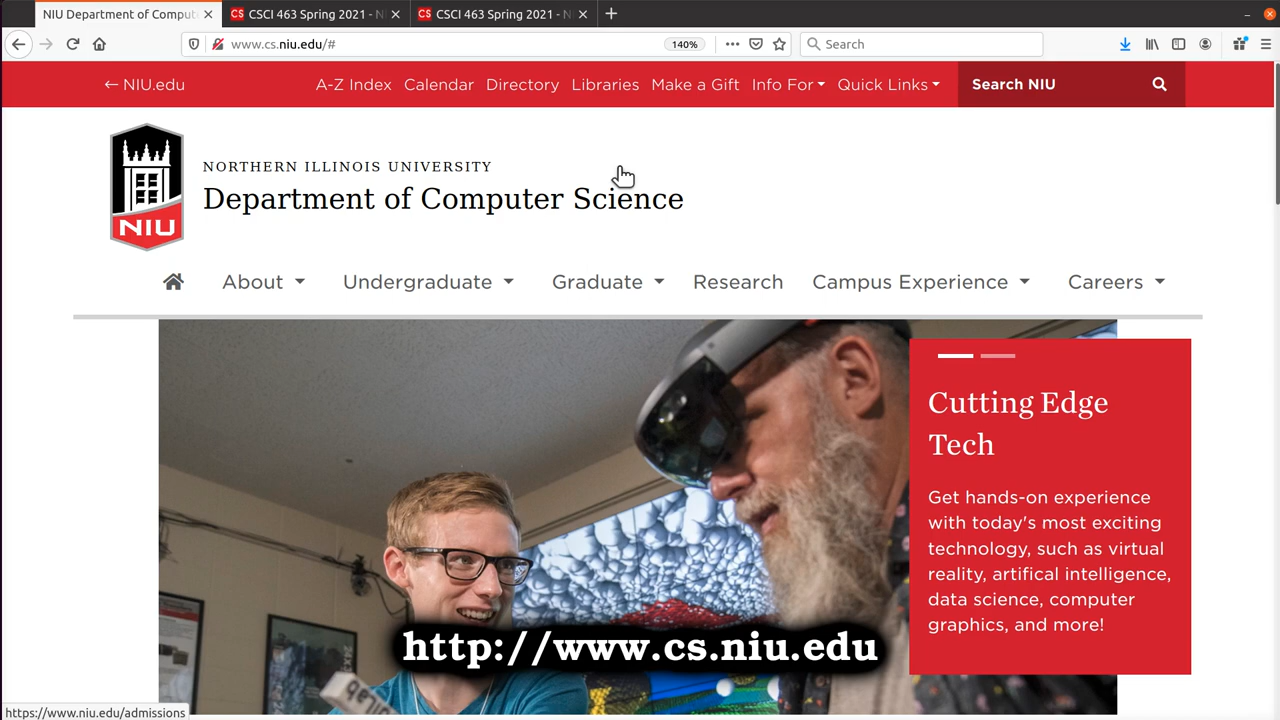 NIU Department of Comput
CSCI 463 Spring 2021 - N
CSCI 463 Spring 2021 - N
www.cs.niu.edu/#
140%
Search
← NIU.edu
A-Z Index
Calendar
Directory
Libraries
Make a Gift
Info For
Quick Links
Search NIU
NORTHERN ILLINOIS UNIVERSITY
Department of Computer Science
NIU
About
Undergraduate
Graduate
Research
Campus Experience
Careers
Cutting Edge
Tech
Get hands-on experience
with today's most exciting
technology, such as virtual
reality, artifical intelligence,
data science, computer
graphics, and more!
http://www.cs.niu.edu
https://www.niu.edu/admissions